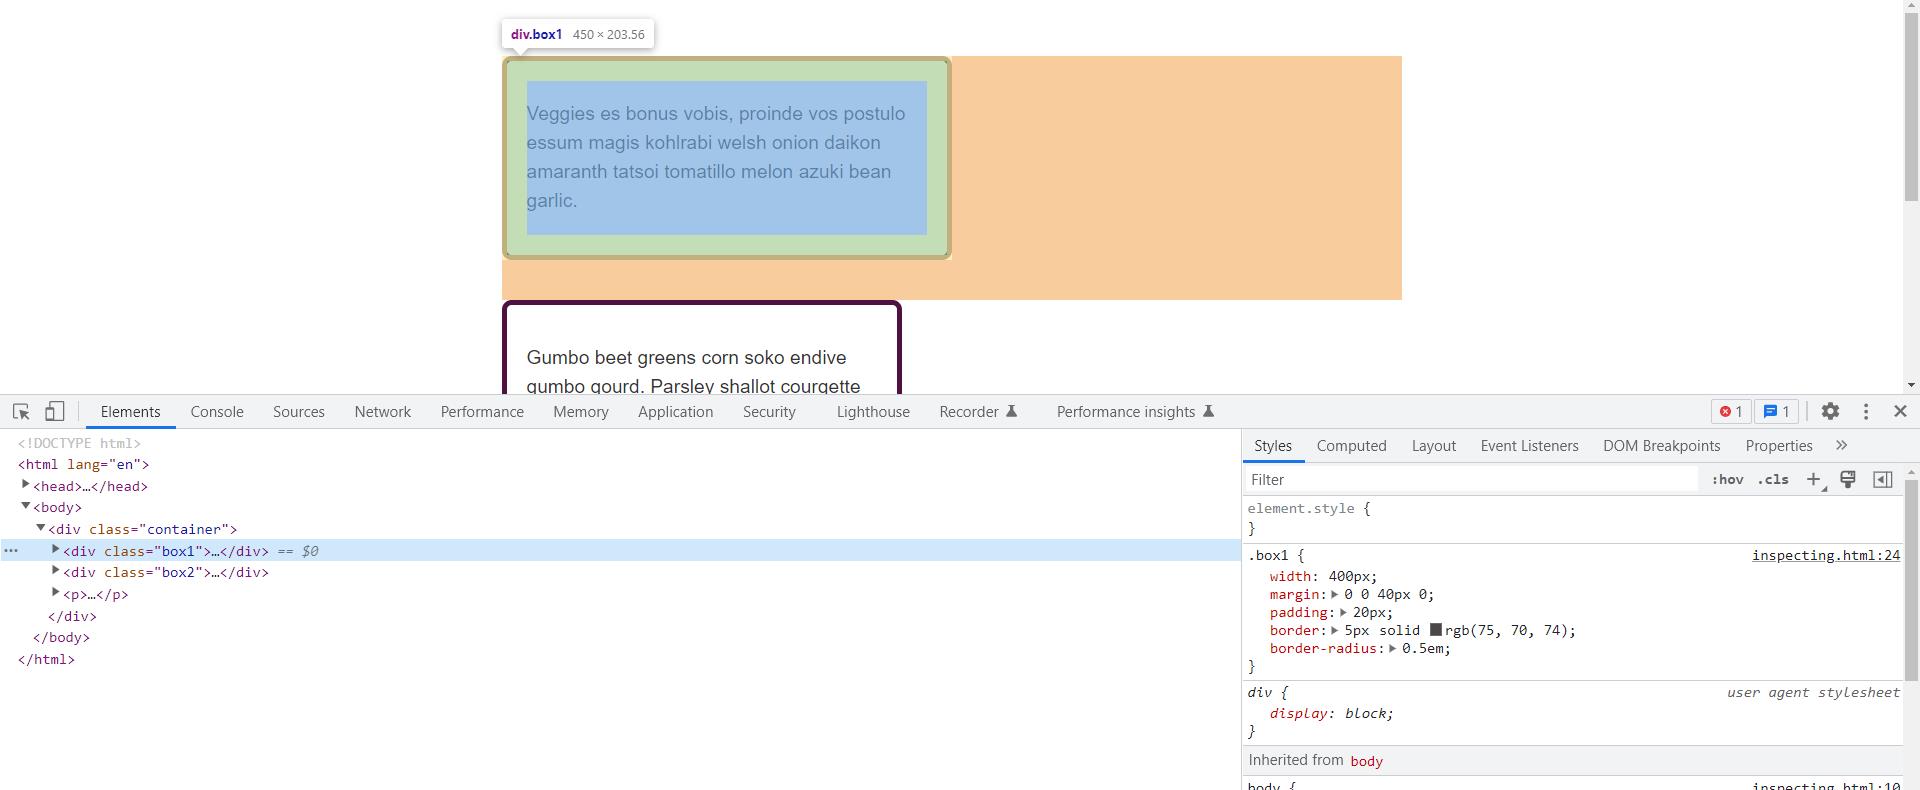 div.box1 450 × 203.56
Veggies es bonus vobis, proinde vos postulo
essum magis kohlrabi welsh onion daikon
amaranth tatsoi tomatillo melon azuki bean
garlic.
Gumbo beet greens corn soko endive
gumbo gourd. Parsley shallot courgette
Elements Console Sources Network Performance Memory Application Security Lighthouse Recorder Performance insights 1 1
<!DOCTYPE html>
<html lang="en">
<head>…</head>
<body>
<div class="container">
<div class="box1">…</div> == $0
<div class="box2">…</div>
<p>…</p>
</div>
</body>
</html>
Styles Computed Layout Event Listeners DOM Breakpoints Properties
Filter :hov .cls
element.style {
}
.box1 { inspecting.html:24
width: 400px;
margin: 0 0 40px 0;
padding: 20px;
border: 5px solid rgb(75, 70, 74);
border-radius: 0.5em;
}
div { user agent stylesheet
display: block;
}
Inherited from body
body { inspecting.html:10